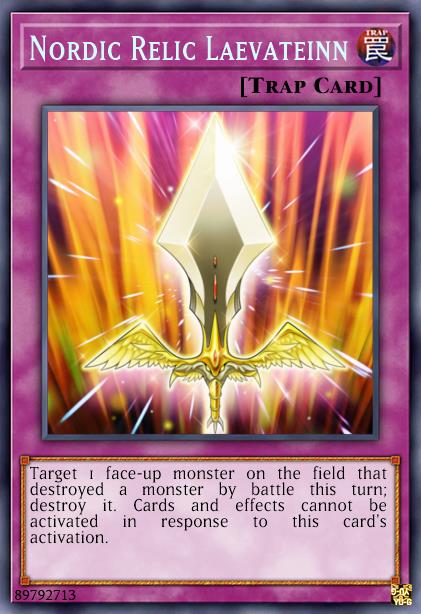 Nordic Relic Laevateinn
TRAP
罠
[Trap Card]
Target 1 face-up monster on the field that
destroyed a monster by battle this turn;
destroy it. Cards and effects cannot be
activated in response to this card's
activation.
89792713